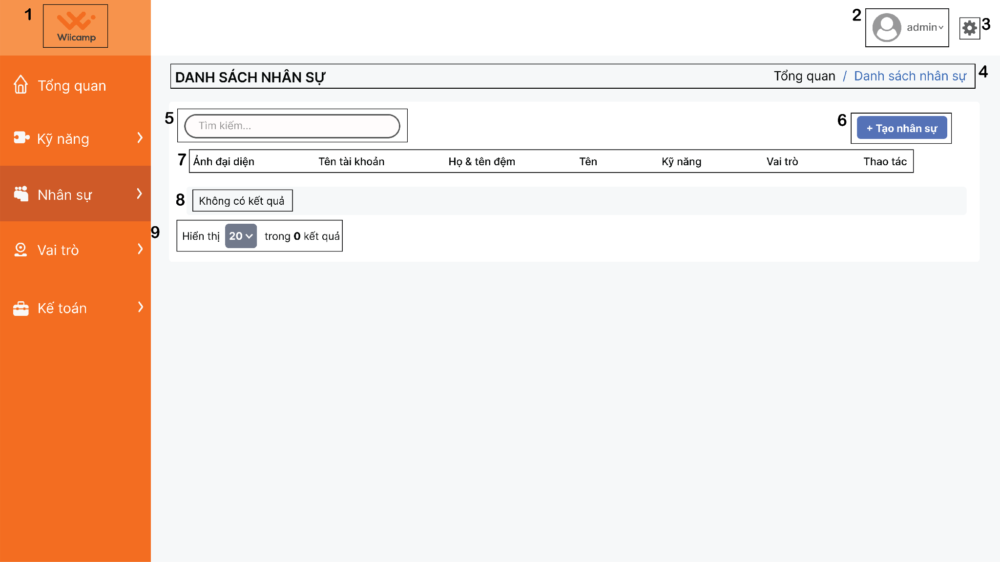 1
Wiicamp
2
admin
3
Tổng quan
Kỹ năng
Nhân sự
Vai trò
Kế toán
DANH SÁCH NHÂN SỰ
Tổng quan / Danh sách nhân sự
4
5
Tìm kiếm...
6
+ Tạo nhân sự
7
Ảnh đại diện Tên tài khoản Họ & tên đệm Tên Kỹ năng Vai trò Thao tác
8
Không có kết quả
9
Hiển thị 20 trong 0 kết quả